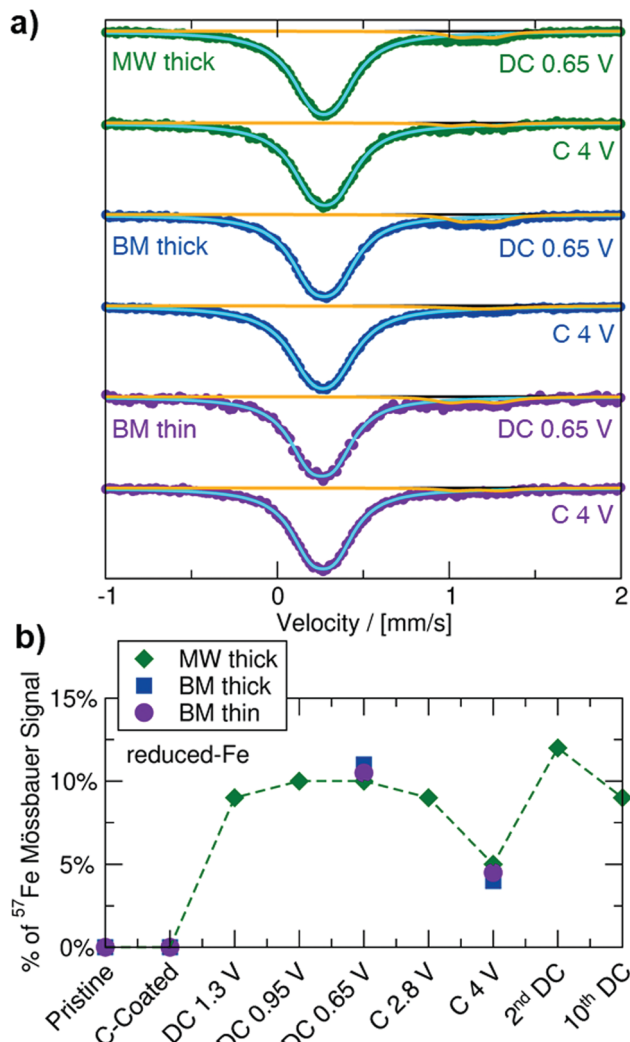 a)
MW thick
DC 0.65 V
C 4 V
BM thick
DC 0.65 V
C 4 V
BM thin
DC 0.65 V
C 4 V
-1
0
1
2
Velocity / [mm/s]
b)
MW thick
BM thick
BM thin
15%
10%
5%
0%
reduced-Fe
% of 57Fe Mössbauer Signal
Pristine
C-Coated
DC 1.3 V
DC 0.95 V
DC 0.65 V
C 2.8 V
C 4 V
2nd DC
10th DC